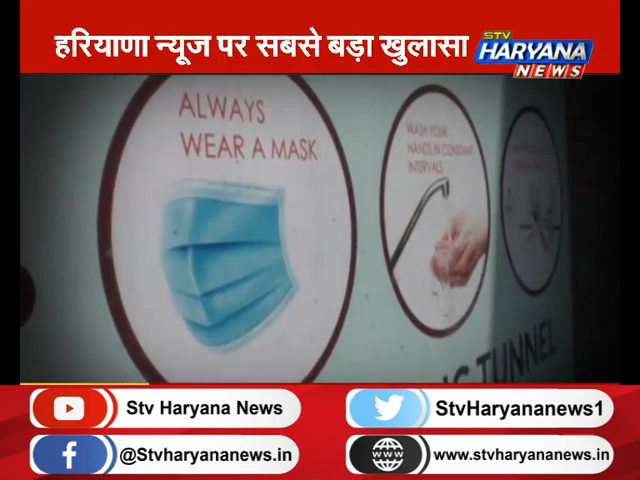 हरियाणा न्यूज पर सबसे बड़ा खुलासा
STV
HARYANA
NEWS
ALWAYS
WEAR A MASK
WASH YOUR
HANDS IN CONSTANT
INTERVALS
TUNNEL
Stv Haryana News
StvHaryananews1
@Stvharyananews.in
www.stvharyananews.in